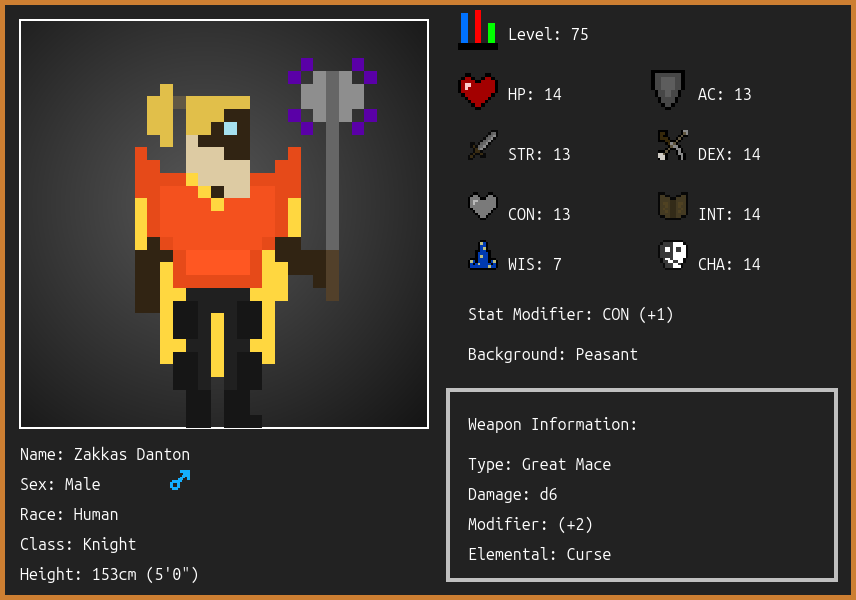 Level: 75
HP: 14
AC: 13
STR: 13
DEX: 14
CON: 13
INT: 14
WIS: 7
CHA: 14
Stat Modifier: CON (+1)
Background: Peasant
Weapon Information:
Type: Great Mace
Damage: d6
Modifier: (+2)
Elemental: Curse
Name: Zakkas Danton
Sex: Male
Race: Human
Class: Knight
Height: 153cm (5'0")